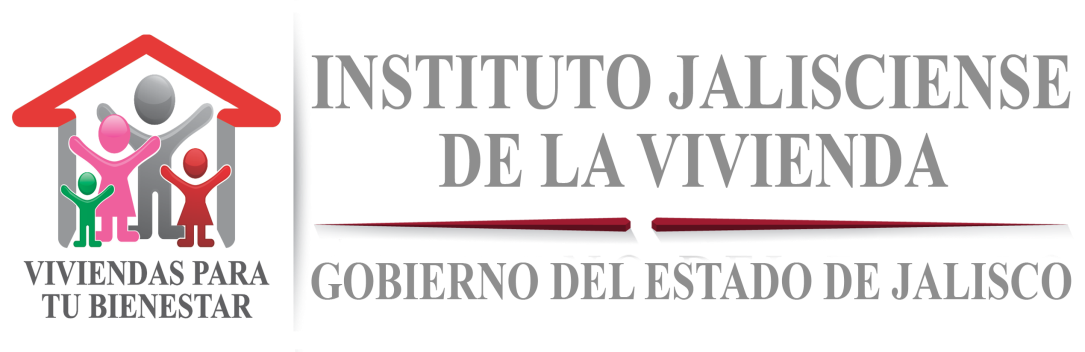 INSTITUTO JALISCIENSE
DE LA VIVIENDA
GOBIERNO DEL ESTADO DE JALISCO
VIVIENDAS PARA
TU BIENESTAR